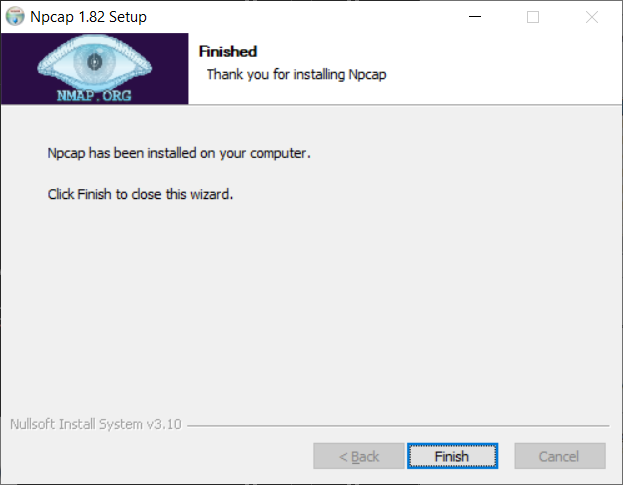 Npcap 1.82 Setup
Finished
Thank you for installing Npcap
NMAP.ORG
Npcap has been installed on your computer.
Click Finish to close this wizard.
Nullsoft Install System v3.10
< Back
Finish
Cancel